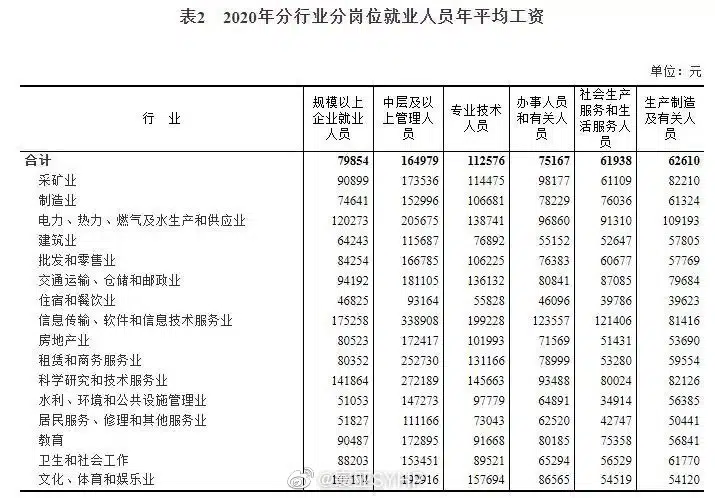 表2 2020年分行业分岗位就业人员年平均工资
单位：元
行 业 规模以上企业就业人员 中层及以上管理人员 专业技术人员 办事人员和有关人员 社会生产服务和生活服务人员 生产制造及有关人员
合计 79854 164979 112576 75167 61938 62610
采矿业 90899 173536 114475 98177 61109 82210
制造业 74641 152996 106681 78229 76036 61324
电力、热力、燃气及水生产和供应业 120273 205675 138741 96860 91310 109193
建筑业 64243 115687 76892 55152 52647 57805
批发和零售业 84254 166785 106225 76383 60677 57769
交通运输、仓储和邮政业 94192 181105 136132 80841 87085 79684
住宿和餐饮业 46825 93164 55828 46096 39786 39623
信息传输、软件和信息技术服务业 175258 338908 199228 123557 121406 81416
房地产业 80523 172417 101993 71569 51431 53690
租赁和商务服务业 80352 252730 131166 78999 53280 59554
科学研究和技术服务业 141864 272189 145663 93488 80024 82126
水利、环境和公共设施管理业 51053 147273 97779 64891 34914 56385
居民服务、修理和其他服务业 51827 111166 73043 62520 42747 50441
教育 90487 172895 91668 80185 75358 56841
卫生和社会工作 88203 153451 89521 65294 56529 61770
文化、体育和娱乐业 157694 86565 54519 54120